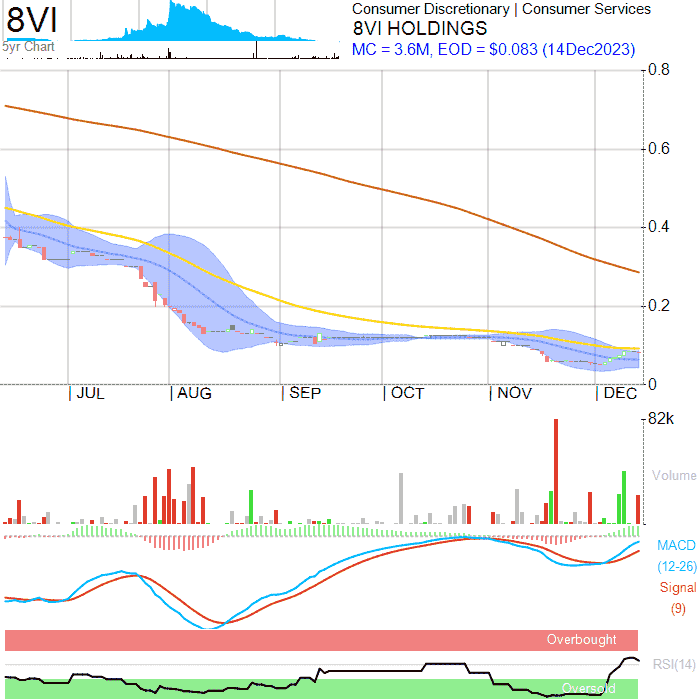 8VI
5yr Chart
Consumer Discretionary | Consumer Services
8VI HOLDINGS
MC = 3.6M, EOD = $0.083 (14Dec2023)
0.8
0.6
0.4
0.2
0
JUL AUG SEP OCT NOV DEC
82k
Volume
MACD
(12-26)
Signal
(9)
Overbought
RSI(14)
Oversold